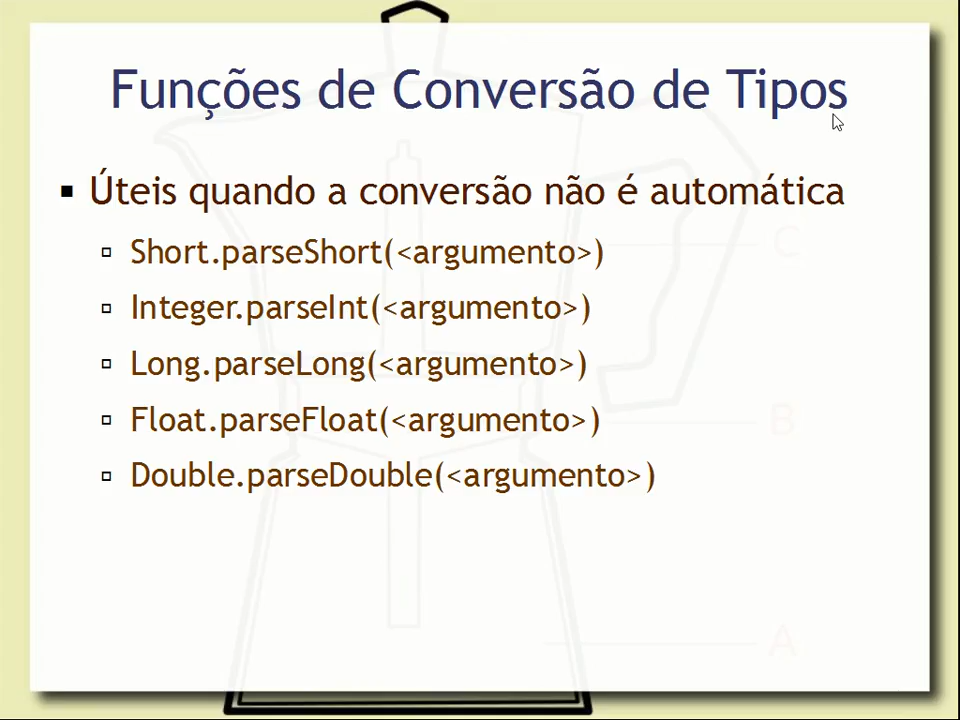 Funções de Conversão de Tipos
Úteis quando a conversão não é automática
Short.parseShort(<argumento>)
Integer.parseInt(<argumento>)
Long.parseLong(<argumento>)
Float.parseFloat(<argumento>)
Double.parseDouble(<argumento>)
C
B
A